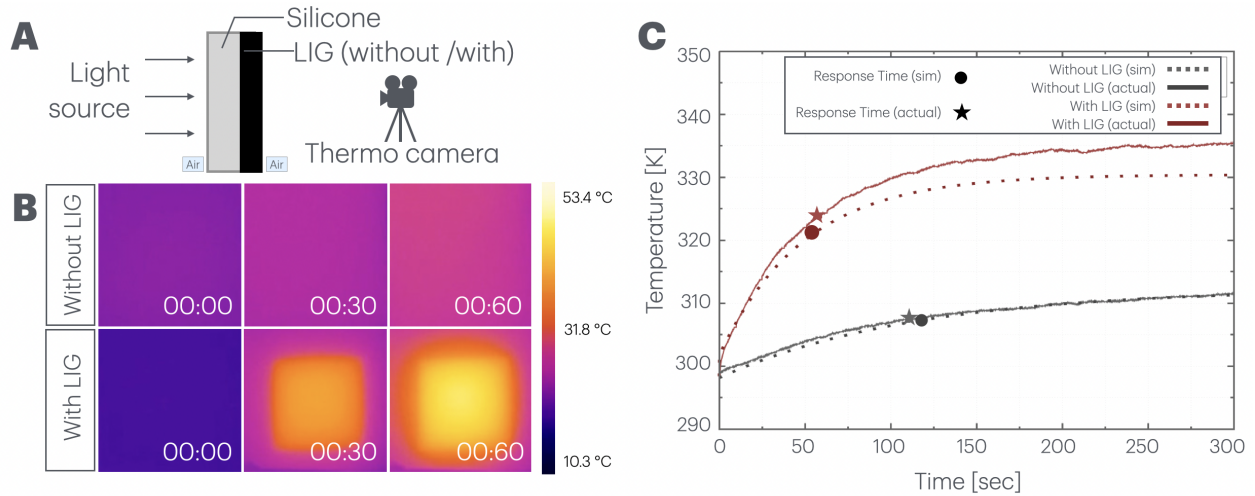 A
Silicone
LIG (without /with)
Light
source
Air
Air
Thermo camera
B
Without LIG
00:00
00:30
00:60
With LIG
00:00
00:30
00:60
53.4 °C
31.8 °C
10.3 °C
C
Response Time (sim)
Response Time (actual)
Without LIG (sim)
Without LIG (actual)
With LIG (sim)
With LIG (actual)
Temperature [K]
350
340
330
320
310
300
290
0
50
100
150
200
250
300
Time [sec]